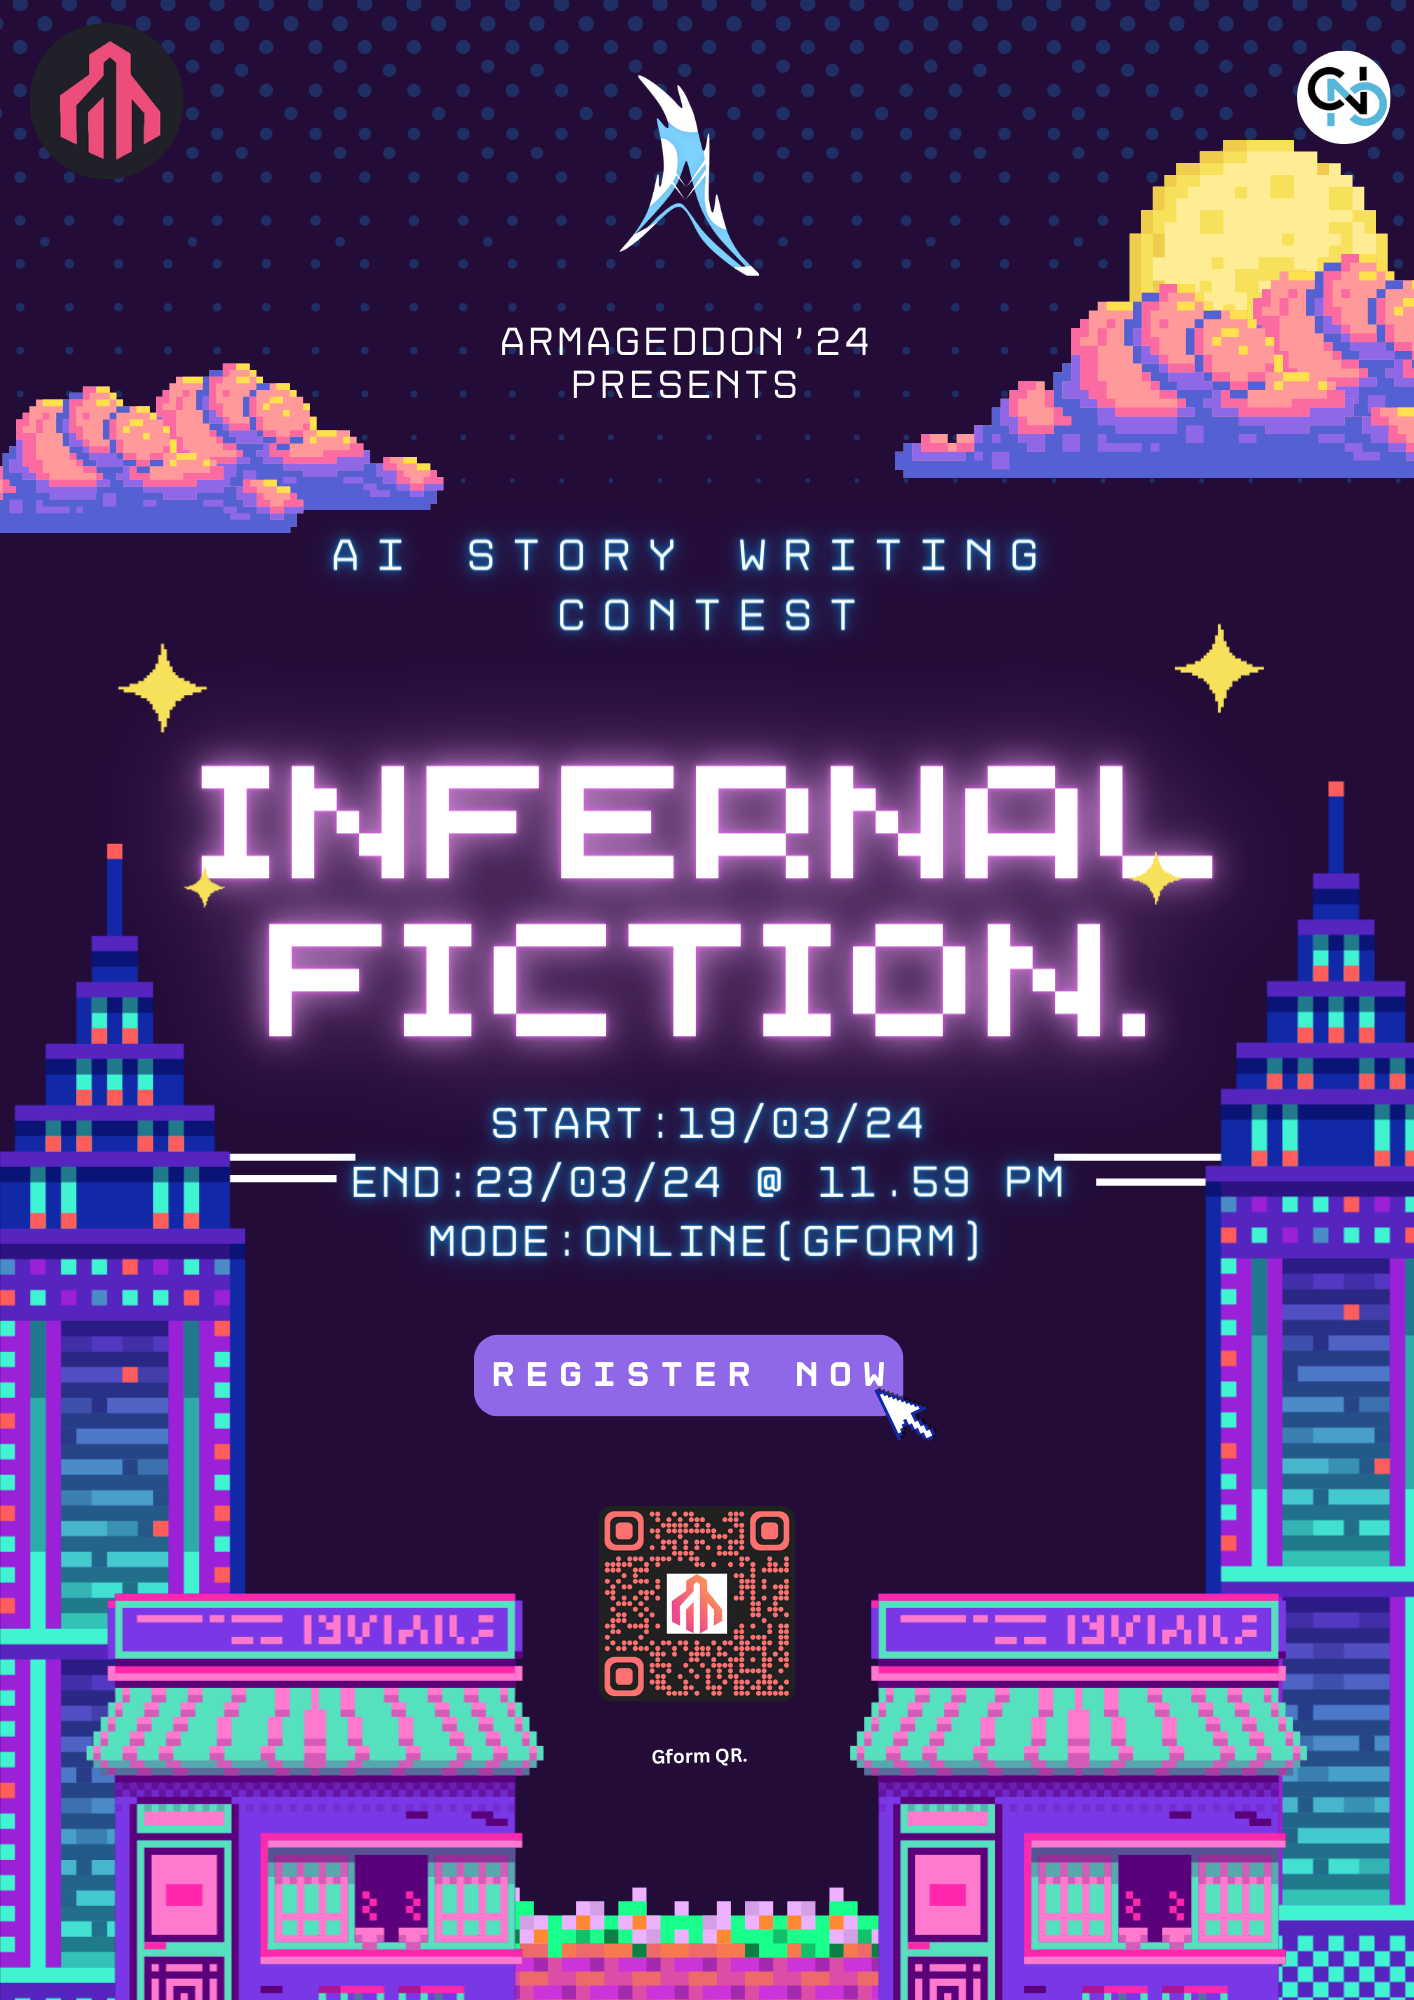 ARMAGEDDON'24
PRESENTS
AI STORY WRITING
CONTEST
INFERNAL
FICTION.
START:19/03/24
END:23/03/24 @ 11.59 PM
MODE:ONLINE(GFORM)
REGISTER NOW
Gform QR.